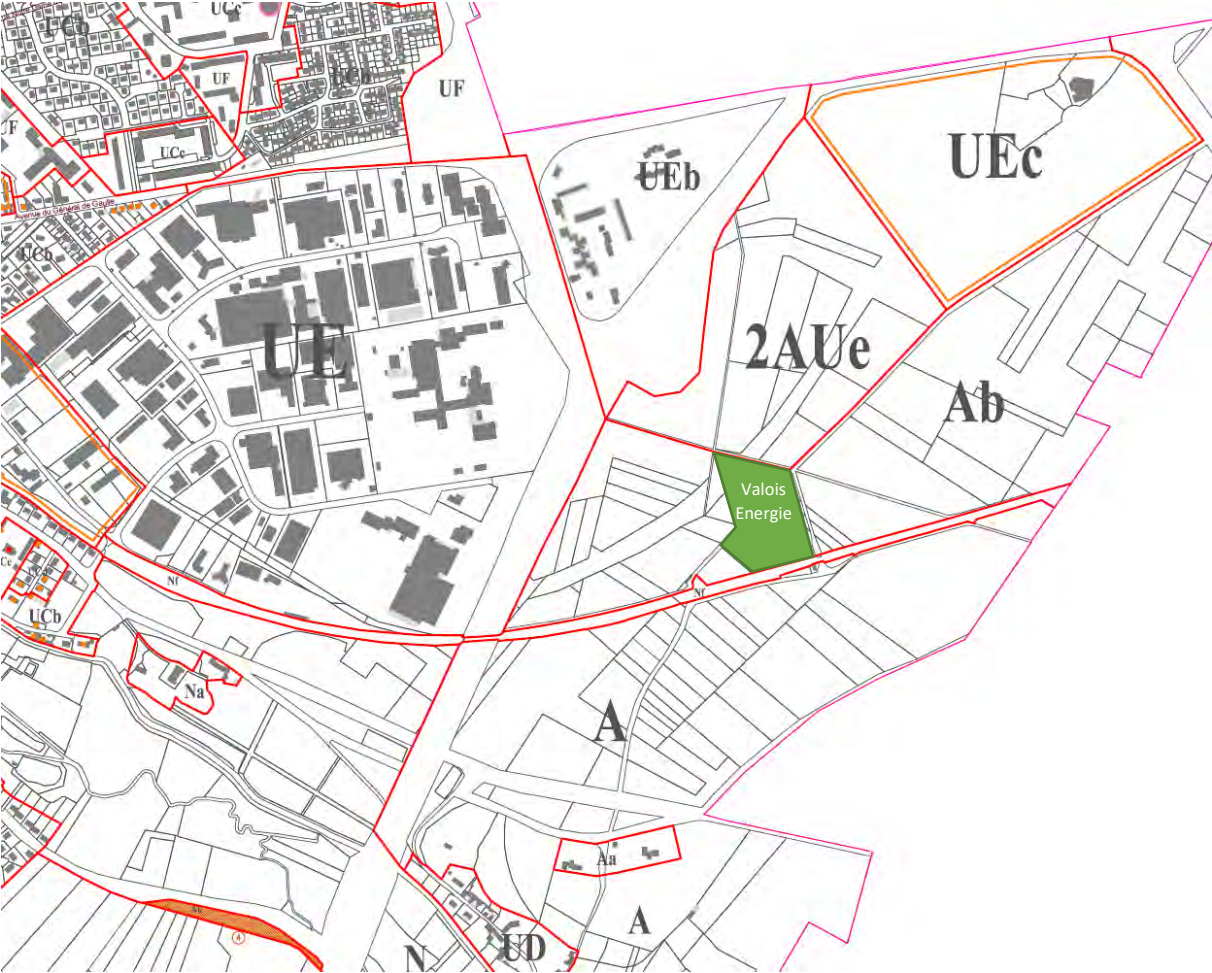 UCc
UCb
UF
UCb
UF
UF
UCc
UEb
UEc
Avenue du Général de Gaulle
UCb
UE
2AUe
Ab
Valois
Energie
Nf
Nf
UCb
Na
A
Aa
A
UD
N